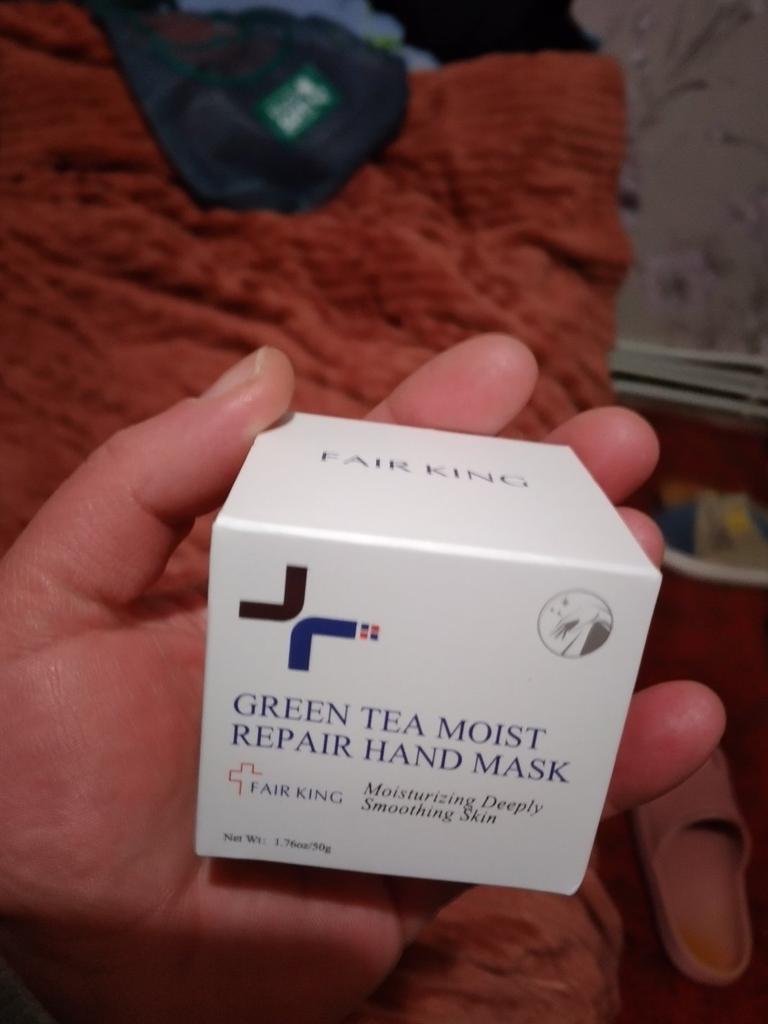 FAIR KING
GREEN TEA MOIST
REPAIR HAND MASK
FAIR KING
Moisturizing Deeply
Smoothing Skin
Net Wt: 1.76oz/50g